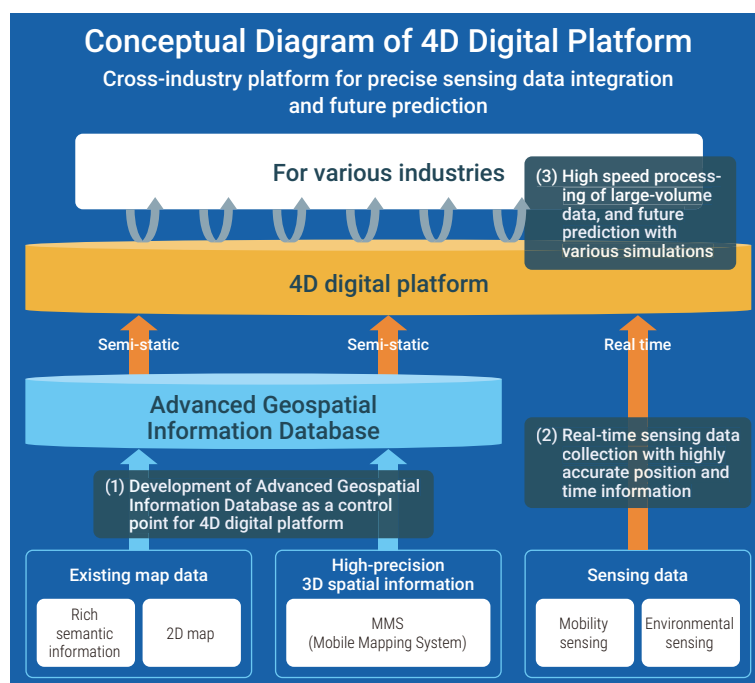 Conceptual Diagram of 4D Digital Platform
Cross-industry platform for precise sensing data integration
and future prediction
For various industries
(3) High speed process-
ing of large-volume
data, and future
prediction with
various simulations
4D digital platform
Semi-static
Semi-static
Real time
Advanced Geospatial
Information Database
(2) Real-time sensing data
collection with highly
accurate position and
time information
(1) Development of Advanced Geospatial
Information Database as a control
point for 4D digital platform
Existing map data
Rich
semantic
information
2D map
High-precision
3D spatial information
MMS
(Mobile Mapping System)
Sensing data
Mobility
sensing
Environmental
sensing